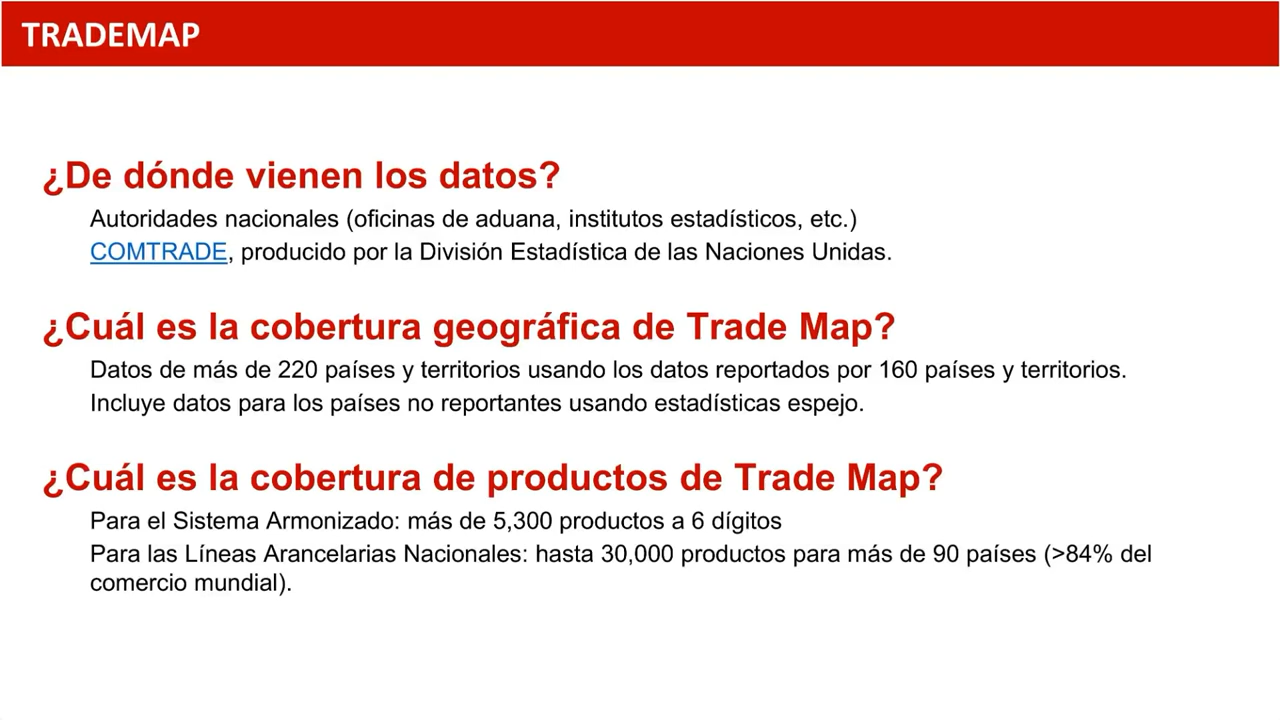 TRADEMAP
¿De dónde vienen los datos?
Autoridades nacionales (oficinas de aduana, institutos estadísticos, etc.)
COMTRADE, producido por la División Estadística de las Naciones Unidas.
¿Cuál es la cobertura geográfica de Trade Map?
Datos de más de 220 países y territorios usando los datos reportados por 160 países y territorios.
Incluye datos para los países no reportantes usando estadísticas espejo.
¿Cuál es la cobertura de productos de Trade Map?
Para el Sistema Armonizado: más de 5,300 productos a 6 dígitos
Para las Líneas Arancelarias Nacionales: hasta 30,000 productos para más de 90 países (>84% del
comercio mundial).